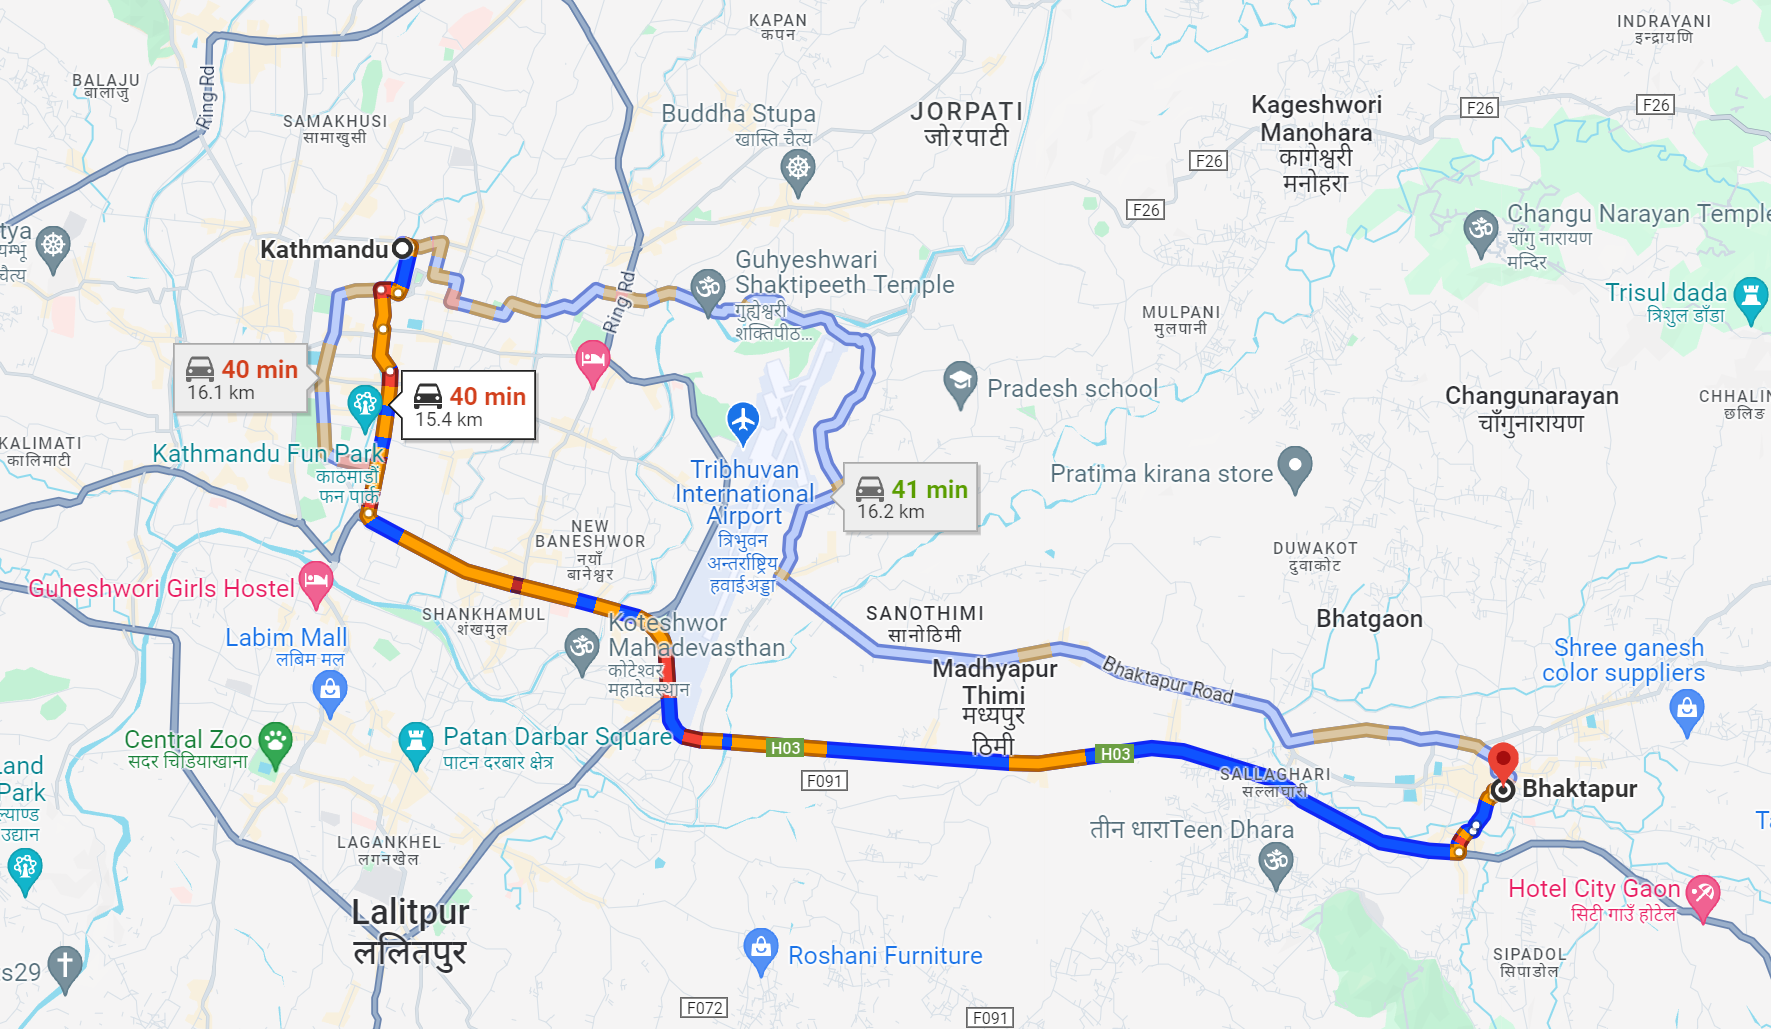 KAPAN
कपन
INDRAYANI
इन्द्रायणि
BALAJU
बालाजु
Ring Rd
SAMAKHUSI
सामाखुसी
Buddha Stupa
खास्ति चैत्य
JORPATI
जोरपाटी
Kageshwori
Manohara
कागेश्वरी
मनोहरा
F26
F26
F26
F26
Changu Narayan Temple
चाँगु नारायण
मन्दिर
Kathmandu
Guhyeshwari
Shaktipeeth Temple
गुह्येश्वरी
शक्तिपीठ...
Ring Rd
MULPANI
मुलपानी
Trisul dada
त्रिशुल डाँडा
40 min
16.1 km
40 min
15.4 km
Pradesh school
Changunarayan
चाँगुनारायण
छलिङ
KALIMATI
कालिमाटी
Kathmandu Fun Park
काठमाडौं
फन पार्क
Tribhuvan
International
Airport
त्रिभुवन
अन्तर्राष्ट्रिय
हवाईअड्डा
41 min
16.2 km
Pratima kirana store
NEW
BANESHWOR
नयाँ
बानेश्वर
DUWAKOT
दुवाकोट
Guheshwori Girls Hostel
SHANKHAMUL
शंखमुल
SANOTHIMI
सानोठिमी
Bhatgaon
Labim Mall
लबिम मल
Koteshwor
Mahadevasthan
कोटेश्वर
महादेवस्थान
Madhyapur
Thimi
मध्यपुर
ठिमी
Bhaktapur Road
Shree ganesh
color suppliers
Central Zoo
सदर चिडियाखाना
Patan Darbar Square
पाटन दरबार क्षेत्र
H03
H03
F091
SALLAGHARI
सल्लाघारी
Bhaktapur
Land
Park
उद्यान
तीन धाराTeen Dhara
LAGANKHEL
लगनखेल
Hotel City Gaon
सिटी गाउँ होटेल
Lalitpur
ललितपुर
Roshani Furniture
SIPADOL
सिपाडोल
s29
F072
F091